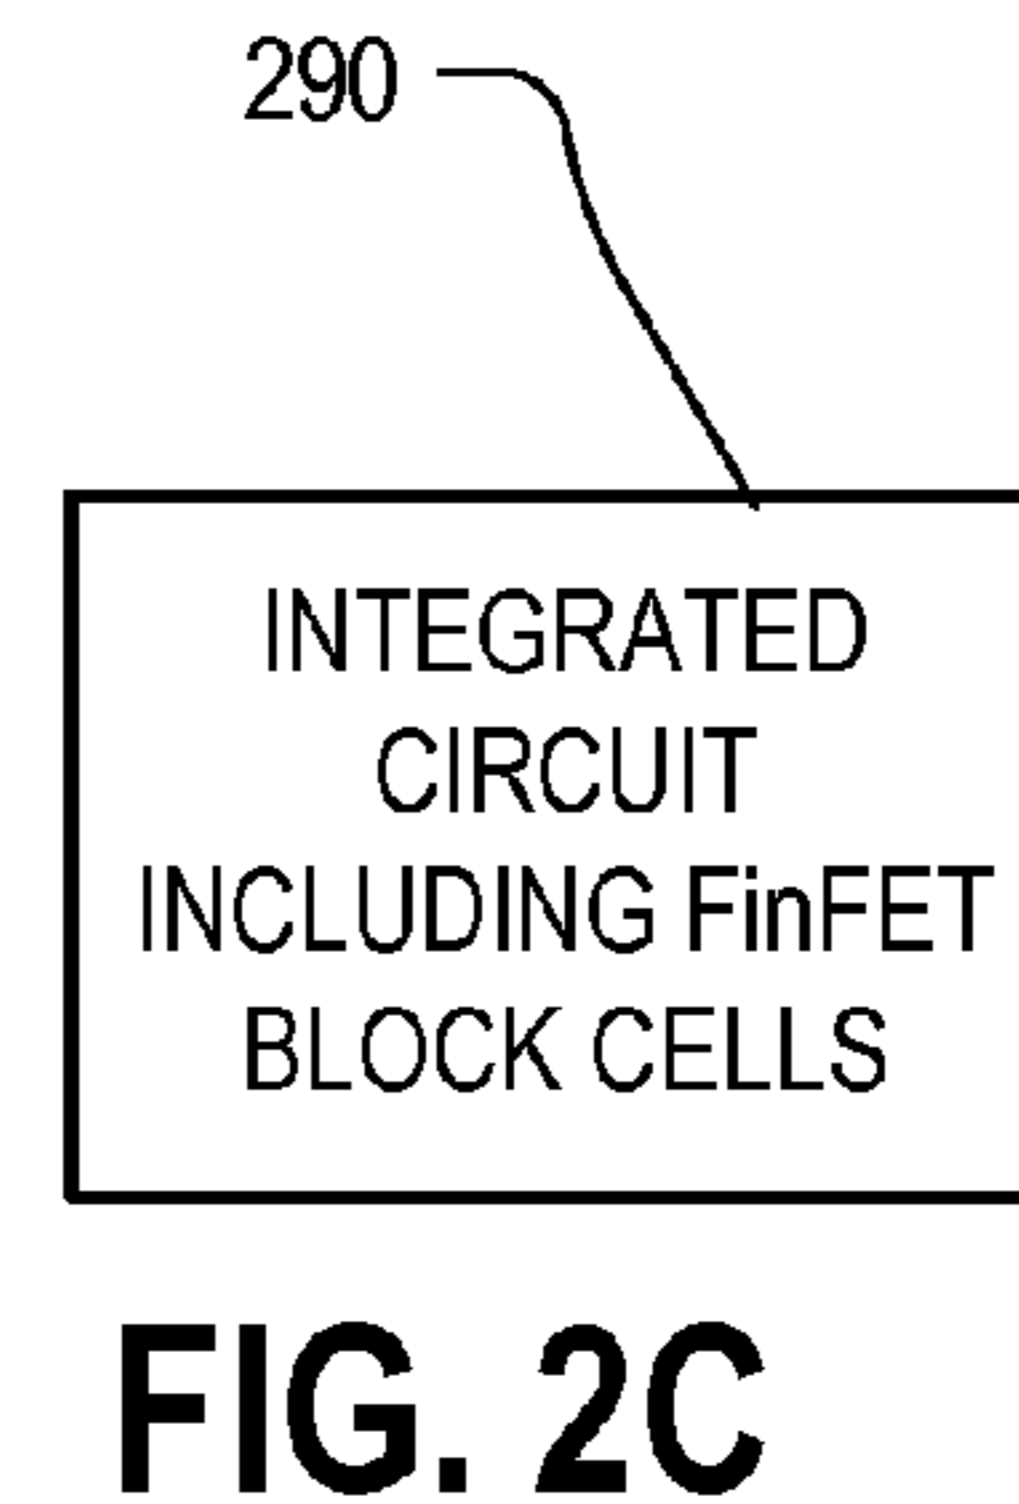 290
INTEGRATED
CIRCUIT
INCLUDING FinFET
BLOCK CELLS
FIG. 2C